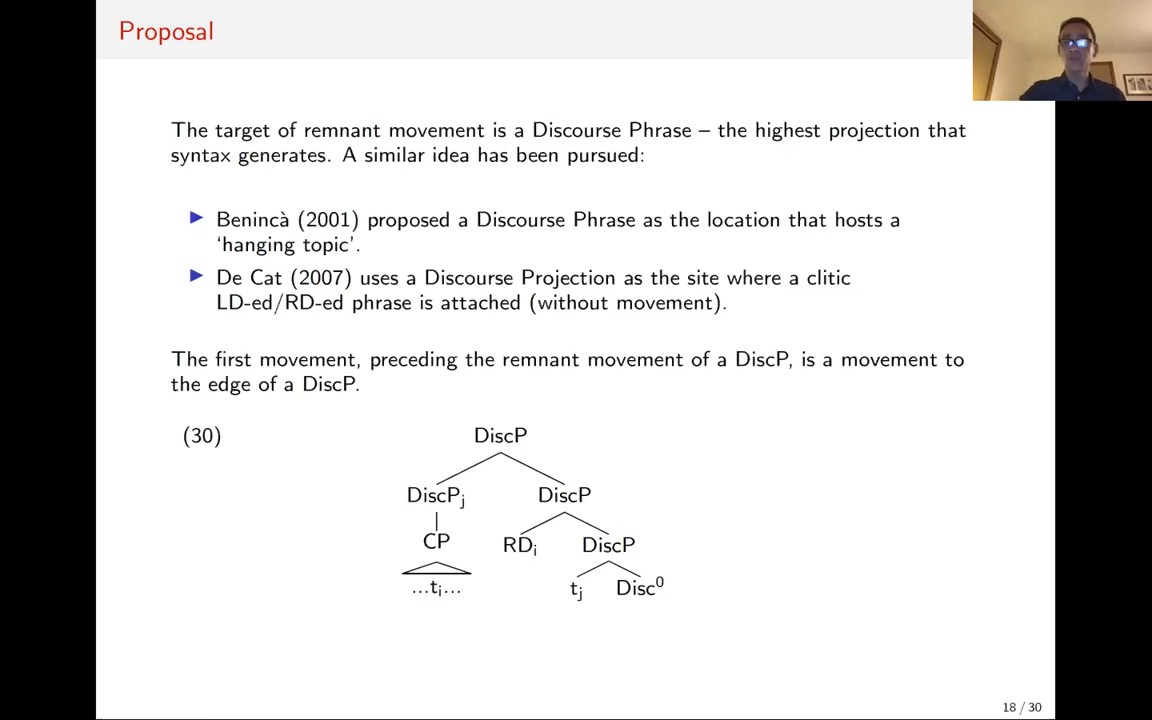 Proposal
The target of remnant movement is a Discourse Phrase – the highest projection that
syntax generates. A similar idea has been pursued:
Benincà (2001) proposed a Discourse Phrase as the location that hosts a
‘hanging topic’.
De Cat (2007) uses a Discourse Projection as the site where a clitic
LD-ed/RD-ed phrase is attached (without movement).
The first movement, preceding the remnant movement of a DiscP, is a movement to
the edge of a DiscP.
(30) DiscP
DiscPj DiscP
CP RDi DiscP
...ti... tj Disc0
18 / 30